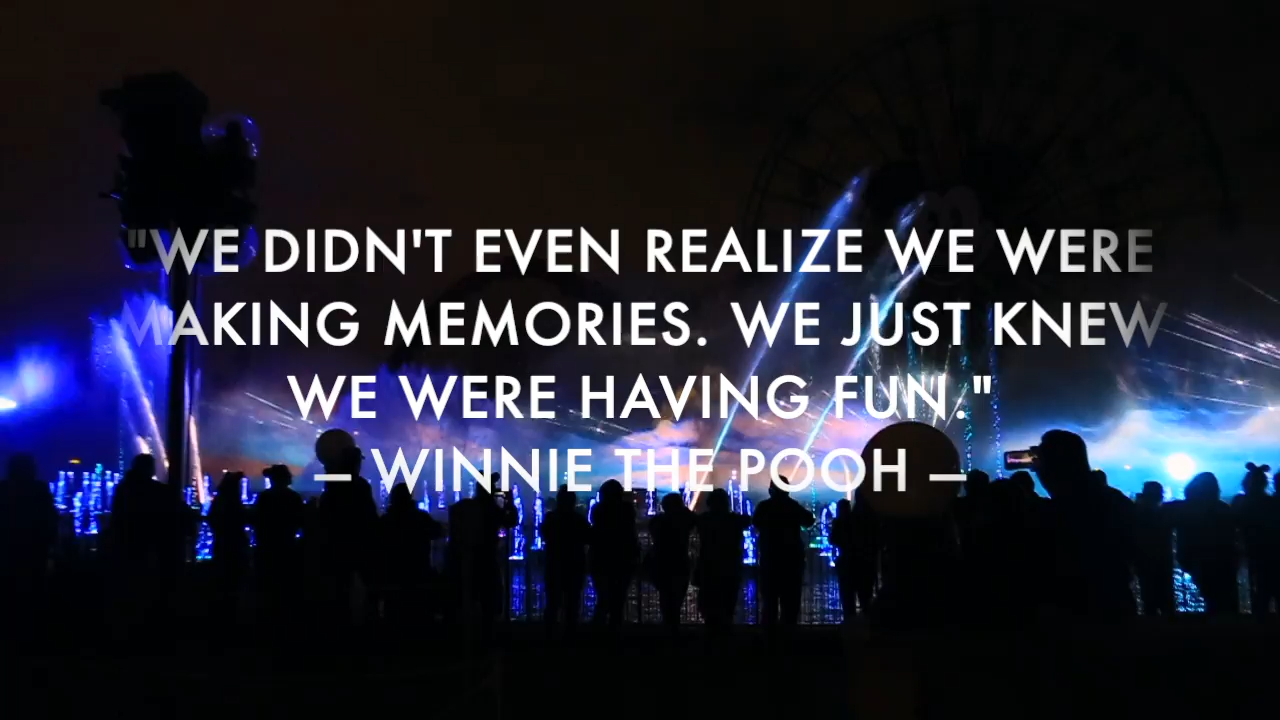 "WE DIDN'T EVEN REALIZE WE WERE
MAKING MEMORIES. WE JUST KNEW
WE WERE HAVING FUN."
– WINNIE THE POOH –